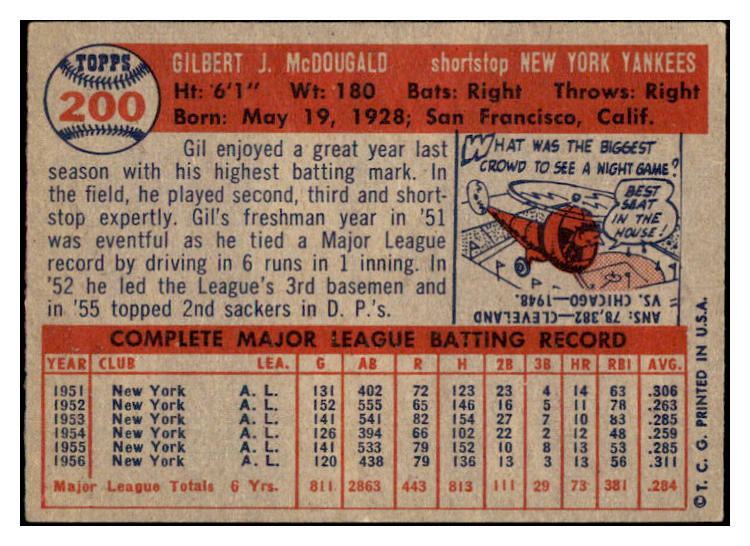 TOPPS
200
GILBERT J. McDOUGALD shortstop NEW YORK YANKEES
Ht: '6'1" Wt: 180 Bats: Right Throws: Right
Born: May 19, 1928; San Francisco, Calif.
Gil enjoyed a great year last
season with his highest batting mark. In
the field, he played second, third and short-
stop expertly. Gil's freshman year in '51
was eventful as he tied a Major League
record by driving in 6 runs in 1 inning. In
'52 he led the League's 3rd basemen and
in '55 topped 2nd sackers in D. P.'s.
WHAT WAS THE BIGGEST
CROWD TO SEE A NIGHT GAME?
BEST
SEAT
IN THE
HOUSE!
ANS: 78,382—CLEVELAND
VS. CHICAGO—1948.
COMPLETE MAJOR LEAGUE BATTING RECORD
YEAR CLUB LEA. G AB R H 2B 3B HR RBI AVG.
1951 New York A. L. 131 402 72 123 23 4 14 63 .306
1952 New York A. L. 152 555 65 146 16 5 11 78 .263
1953 New York A. L. 141 541 82 154 27 7 10 83 .285
1954 New York A. L. 126 394 66 102 22 2 12 48 .259
1955 New York A. L. 141 533 79 152 10 8 13 53 .285
1956 New York A. L. 120 438 79 136 13 3 13 56 .311
Major League Totals 6 Yrs. 811 2863 443 813 111 29 73 381 .284
© T. C. G. PRINTED IN U.S.A.